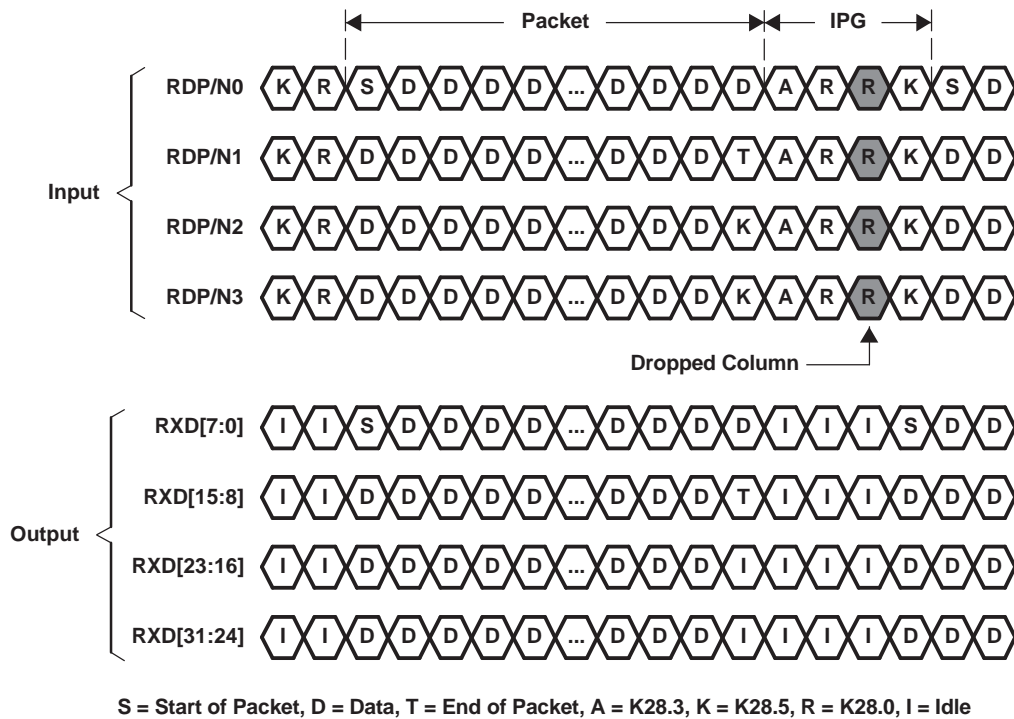 Packet IPG
RDP/N0 K R S D D D D ... D D D D A R R K S D
RDP/N1 K R D D D D D ... D D D T A R R K D D
Input
RDP/N2 K R D D D D D ... D D D K A R R K D D
RDP/N3 K R D D D D D ... D D D K A R R K D D
Dropped Column
RXD[7:0] I I S D D D D ... D D D D I I I S D D
RXD[15:8] I I D D D D D ... D D D T I I I D D D
Output
RXD[23:16] I I D D D D D ... D D D I I I I D D D
RXD[31:24] I I D D D D D ... D D D I I I I D D D
S = Start of Packet, D = Data, T = End of Packet, A = K28.3, K = K28.5, R = K28.0, I = Idle